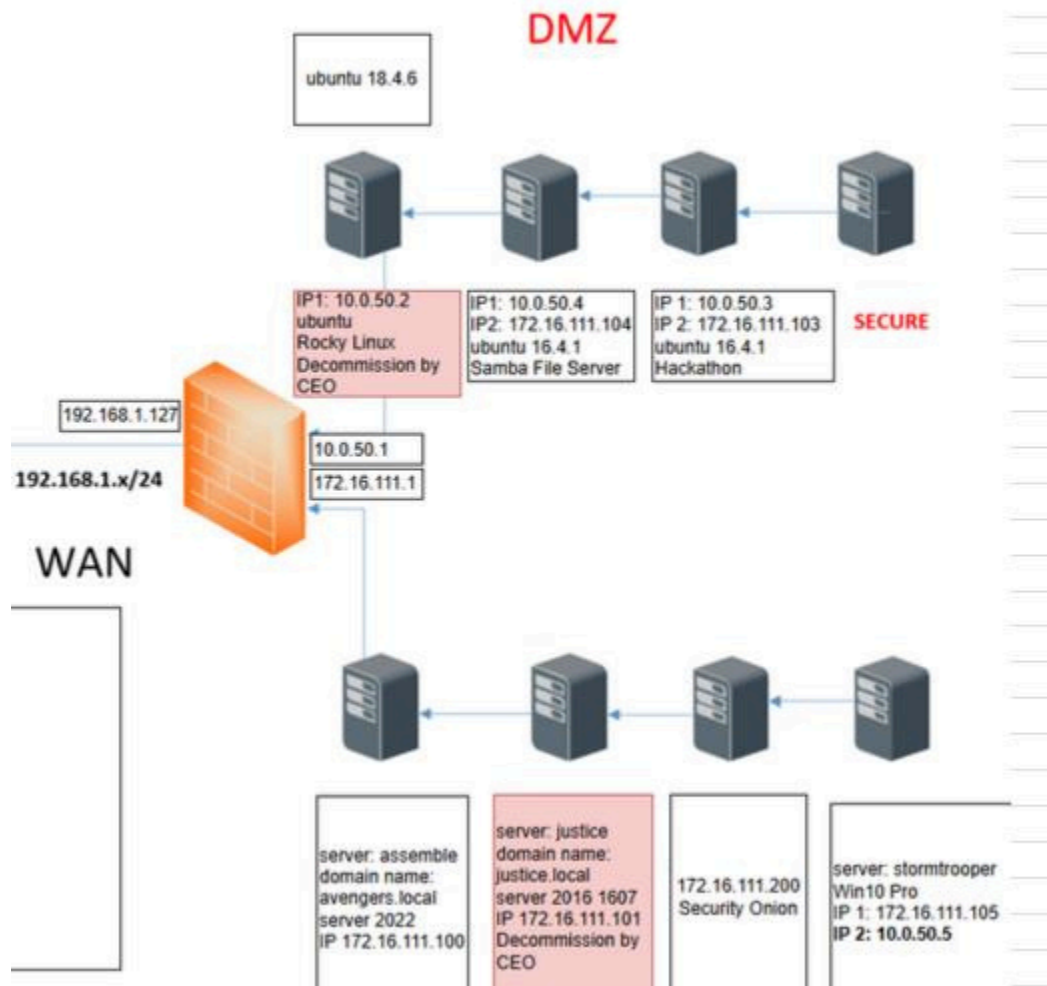 DMZ
ubuntu 18.4.6
IP1: 10.0.50.2
ubuntu
Rocky Linux
Decommission by
CEO
IP1: 10.0.50.4
IP2: 172.16.111.104
ubuntu 16.4.1
Samba File Server
IP 1: 10.0.50.3
IP 2: 172.16.111.103
ubuntu 16.4.1
Hackathon
SECURE
192.168.1.127
192.168.1.x/24
10.0.50.1
172.16.111.1
WAN
server: assemble
domain name:
avengers.local
server 2022
IP 172.16.111.100
server: justice
domain name:
justice.local
server 2016 1607
IP 172.16.111.101
Decommission by
CEO
172.16.111.200
Security Onion
server: stormtrooper
Win10 Pro
IP 1: 172.16.111.105
IP 2: 10.0.50.5